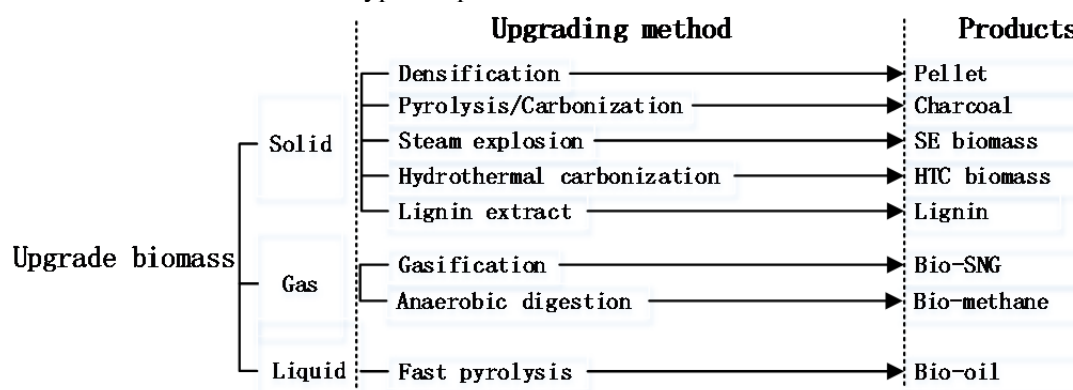 Upgrading method Products
Densification Pellet
Pyrolysis/Carbonization Charcoal
Solid Steam explosion SE biomass
Hydrothermal carbonization HTC biomass
Lignin extract Lignin
Upgrade biomass
Gasification Bio-SNG
Gas
Anaerobic digestion Bio-methane
Liquid Fast pyrolysis Bio-oil